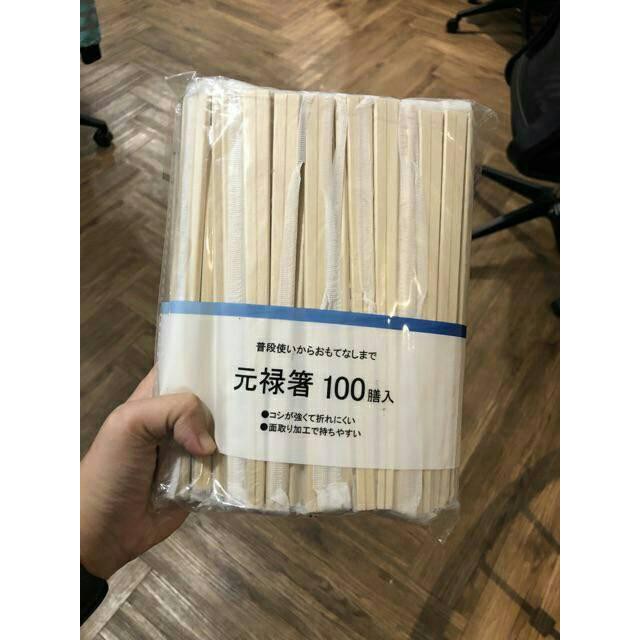 普段使いからおもてなしまで
元禄箸 100膳入
●コシが強くて折れにくい
●面取り加工で持ちやすい